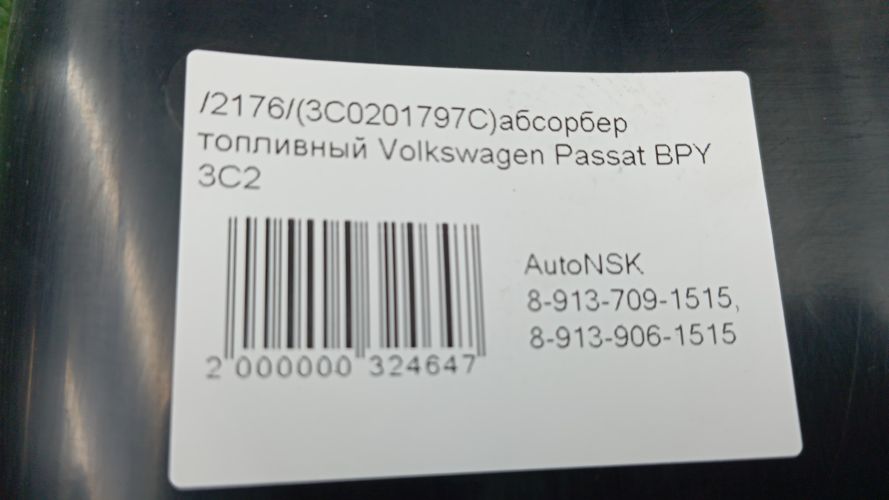 /2176/(3C0201797C)абсорбер
топливный Volkswagen Passat BPY
3C2
AutoNSK
8-913-709-1515,
8-913-906-1515
2 000000 324647